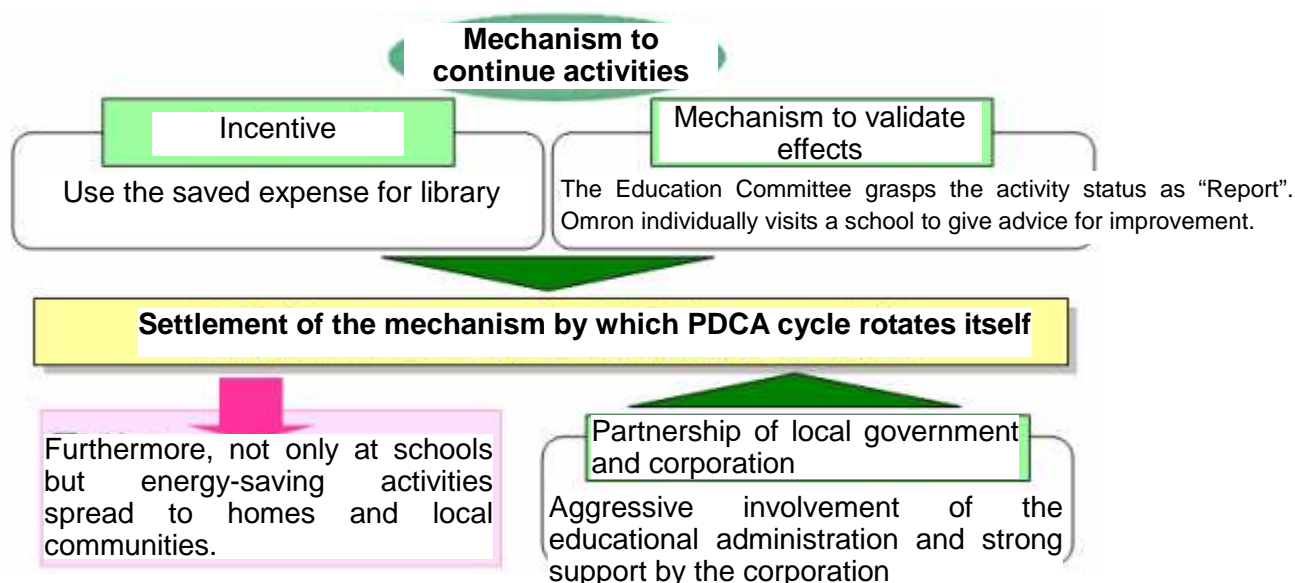 Mechanism to
continue activities
Incentive
Use the saved expense for library
Mechanism to validate
effects
The Education Committee grasps the activity status as “Report”.
Omron individually visits a school to give advice for improvement.
Settlement of the mechanism by which PDCA cycle rotates itself
Furthermore, not only at schools
but energy-saving activities
spread to homes and local
communities.
Partnership of local government
and corporation
Aggressive involvement of the
educational administration and strong
support by the corporation